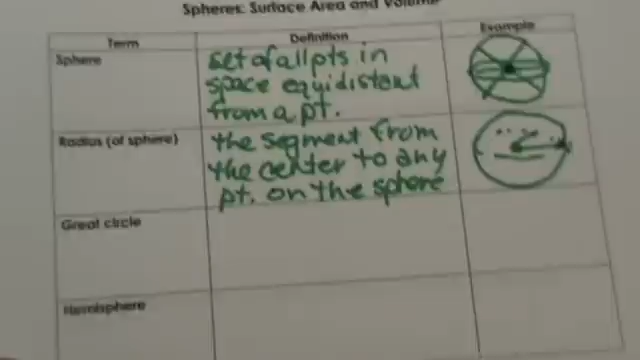 Spheres: Surface Area and Volume
Term
Definition
Example
Sphere
set of all pts in
space equidistant
from a pt.
Radius (of sphere)
the segment from
the center to any
pt. on the sphere
Great circle
Hemisphere